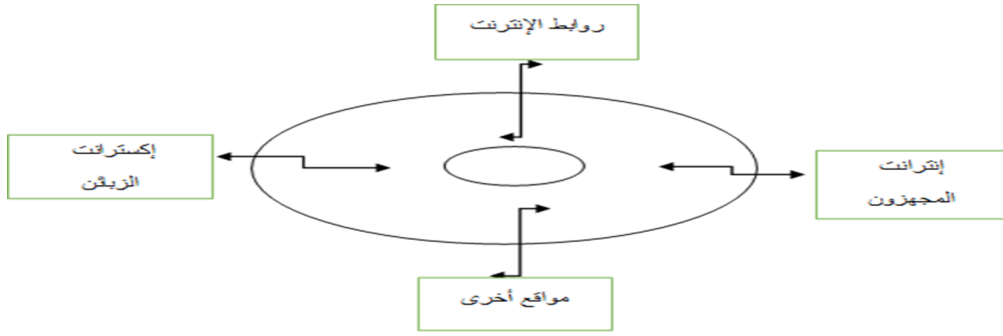 روابط الإنترنت
إكسترانت
الزبائن
إنترانت
المجهزون
مواقع أخرى